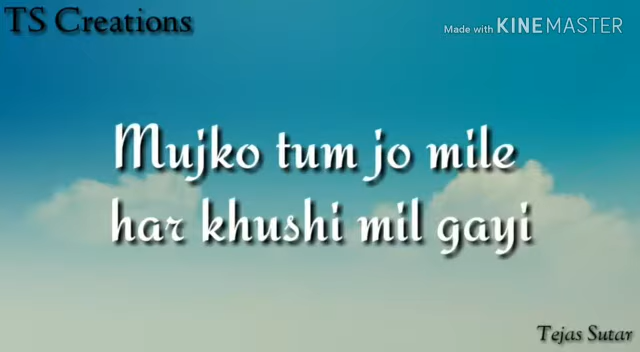 TS Creations
Made with KINEMASTER
Mujko tum jo mile
har khushi mil gayi
Tejas Sutar